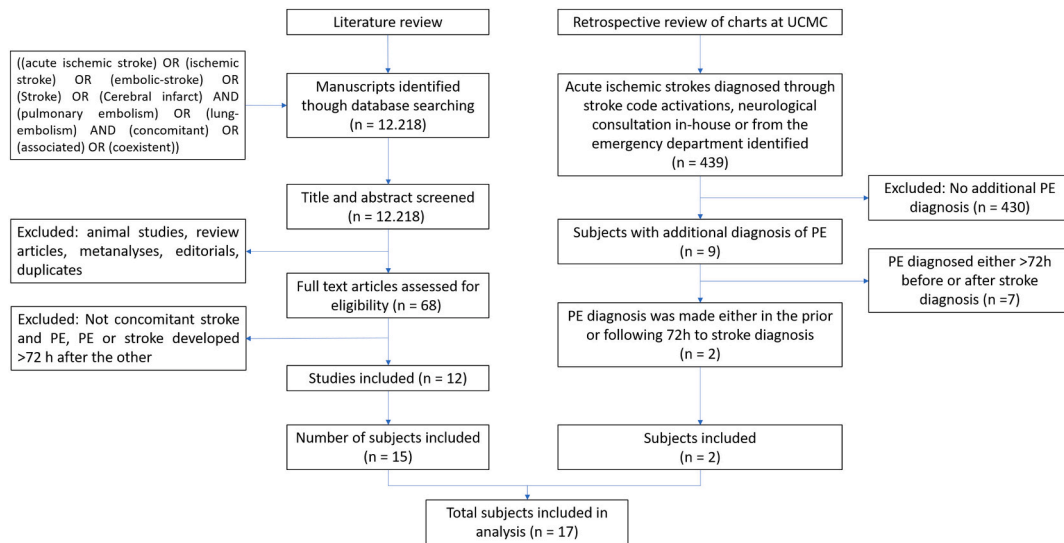 Literature review
((acute ischemic stroke) OR (ischemic
stroke) OR (embolic-stroke) OR
(Stroke) OR (Cerebral infarct) AND
(pulmonary embolism) OR (lung-
embolism) AND (concomitant) OR
(associated) OR (coexistent))
Manuscripts identified
though database searching
(n = 12.218)
Title and abstract screened
(n = 12.218)
Excluded: animal studies, review
articles, metanalyses, editorials,
duplicates
Full text articles assessed for
eligibility (n = 68)
Excluded: Not concomitant stroke
and PE, PE or stroke developed
>72 h after the other
Studies included (n = 12)
Number of subjects included
(n = 15)
Retrospective review of charts at UCMC
Acute ischemic strokes diagnosed through
stroke code activations, neurological
consultation in-house or from the
emergency department identified
(n = 439)
Excluded: No additional PE
diagnosis (n = 430)
Subjects with additional diagnosis of PE
(n = 9)
PE diagnosed either >72h
before or after stroke
diagnosis (n =7)
PE diagnosis was made either in the prior
or following 72h to stroke diagnosis
(n = 2)
Subjects included
(n = 2)
Total subjects included in
analysis (n = 17)